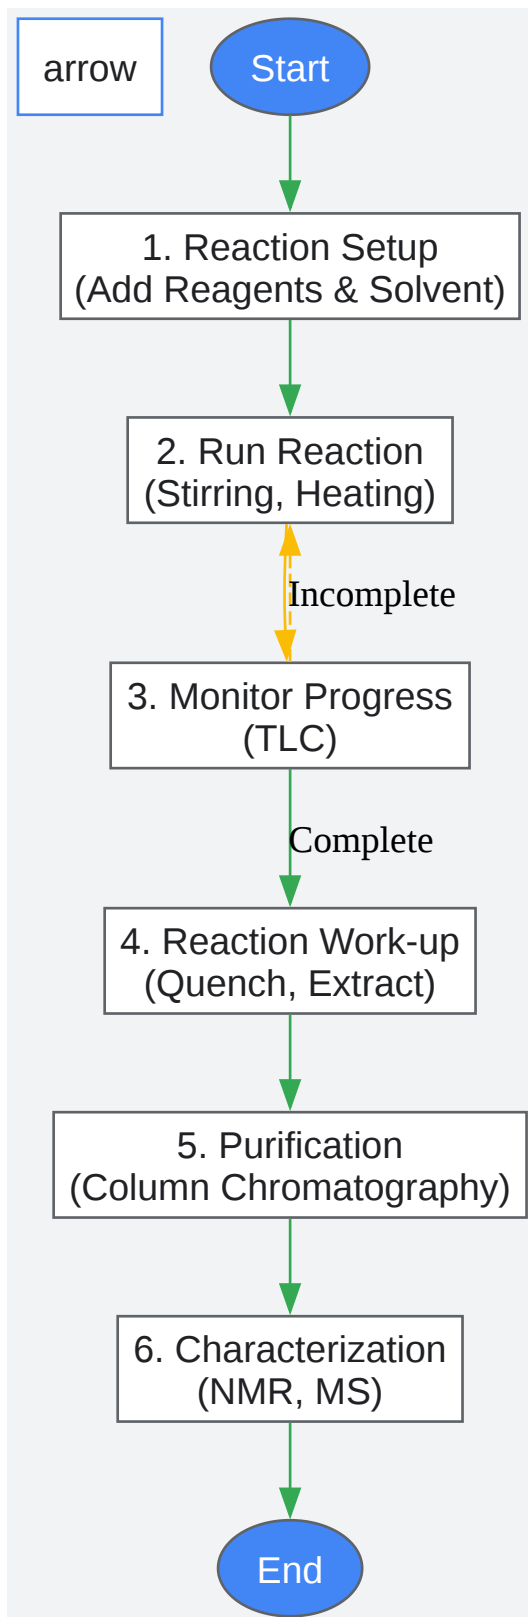 arrow
Start
1. Reaction Setup
(Add Reagents & Solvent)
2. Run Reaction
(Stirring, Heating)
Incomplete
3. Monitor Progress
(TLC)
Complete
4. Reaction Work-up
(Quench, Extract)
5. Purification
(Column Chromatography)
6. Characterization
(NMR, MS)
End